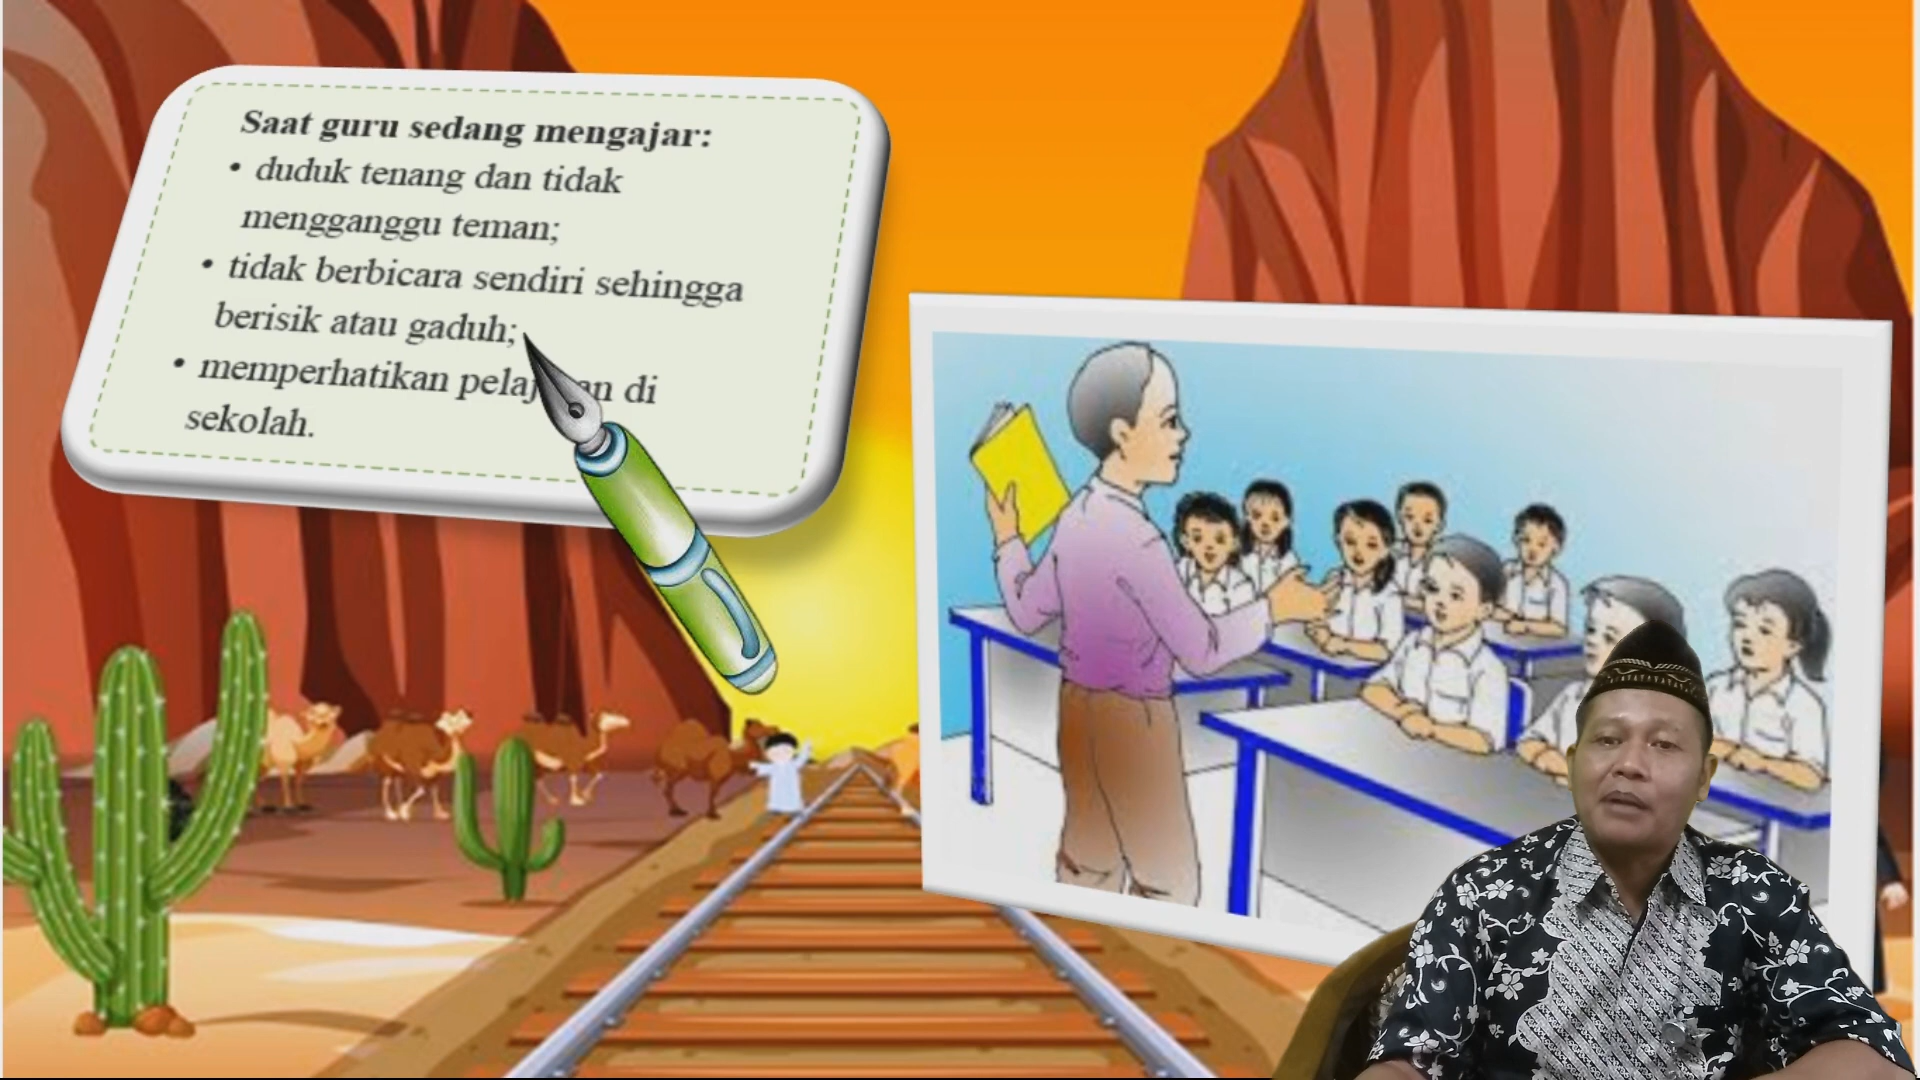 Saat guru sedang mengajar:
• duduk tenang dan tidak
mengganggu teman;
• tidak berbicara sendiri sehingga
berisik atau gaduh;
• memperhatikan di
sekolah.